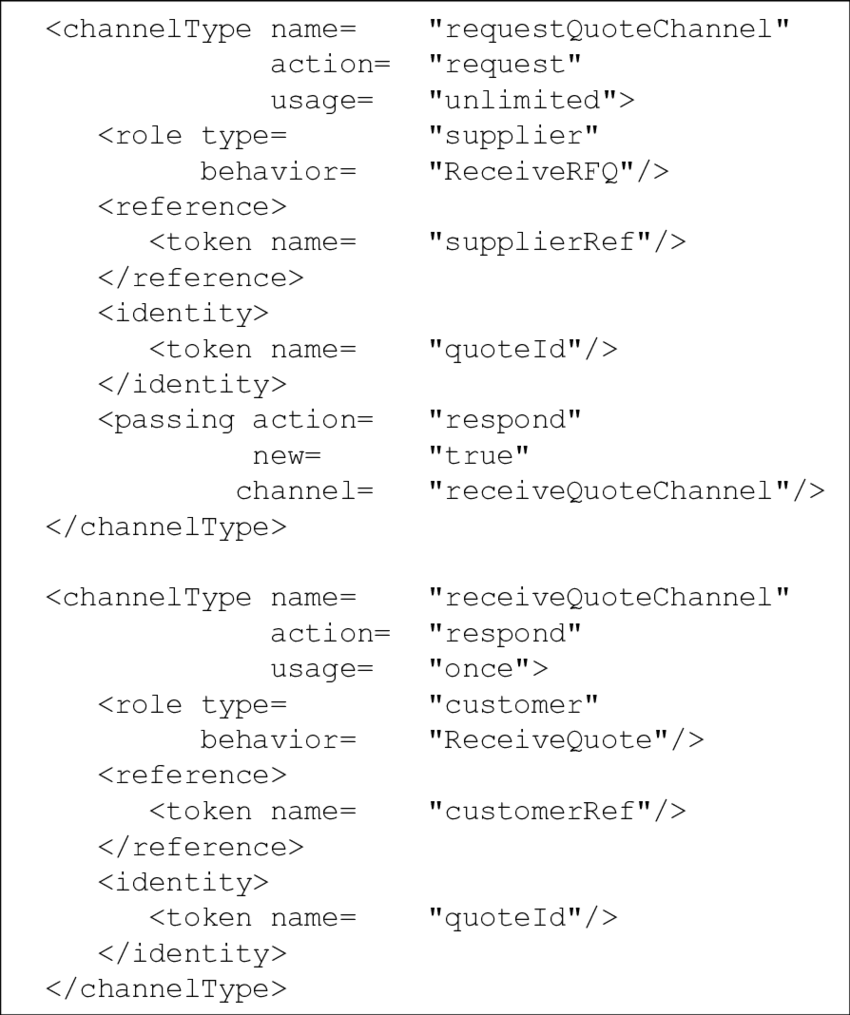 <channelType name= "requestQuoteChannel"
action= "request"
usage= "unlimited">
<role type= "supplier"
behavior= "ReceiveRFQ"/>
<reference>
<token name= "supplierRef"/>
</reference>
<identity>
<token name= "quoteId"/>
</identity>
<passing action= "respond"
new= "true"
channel= "receiveQuoteChannel"/>
</channelType>
<channelType name= "receiveQuoteChannel"
action= "respond"
usage= "once">
<role type= "customer"
behavior= "ReceiveQuote"/>
<reference>
<token name= "customerRef"/>
</reference>
<identity>
<token name= "quoteId"/>
</identity>
</channelType>